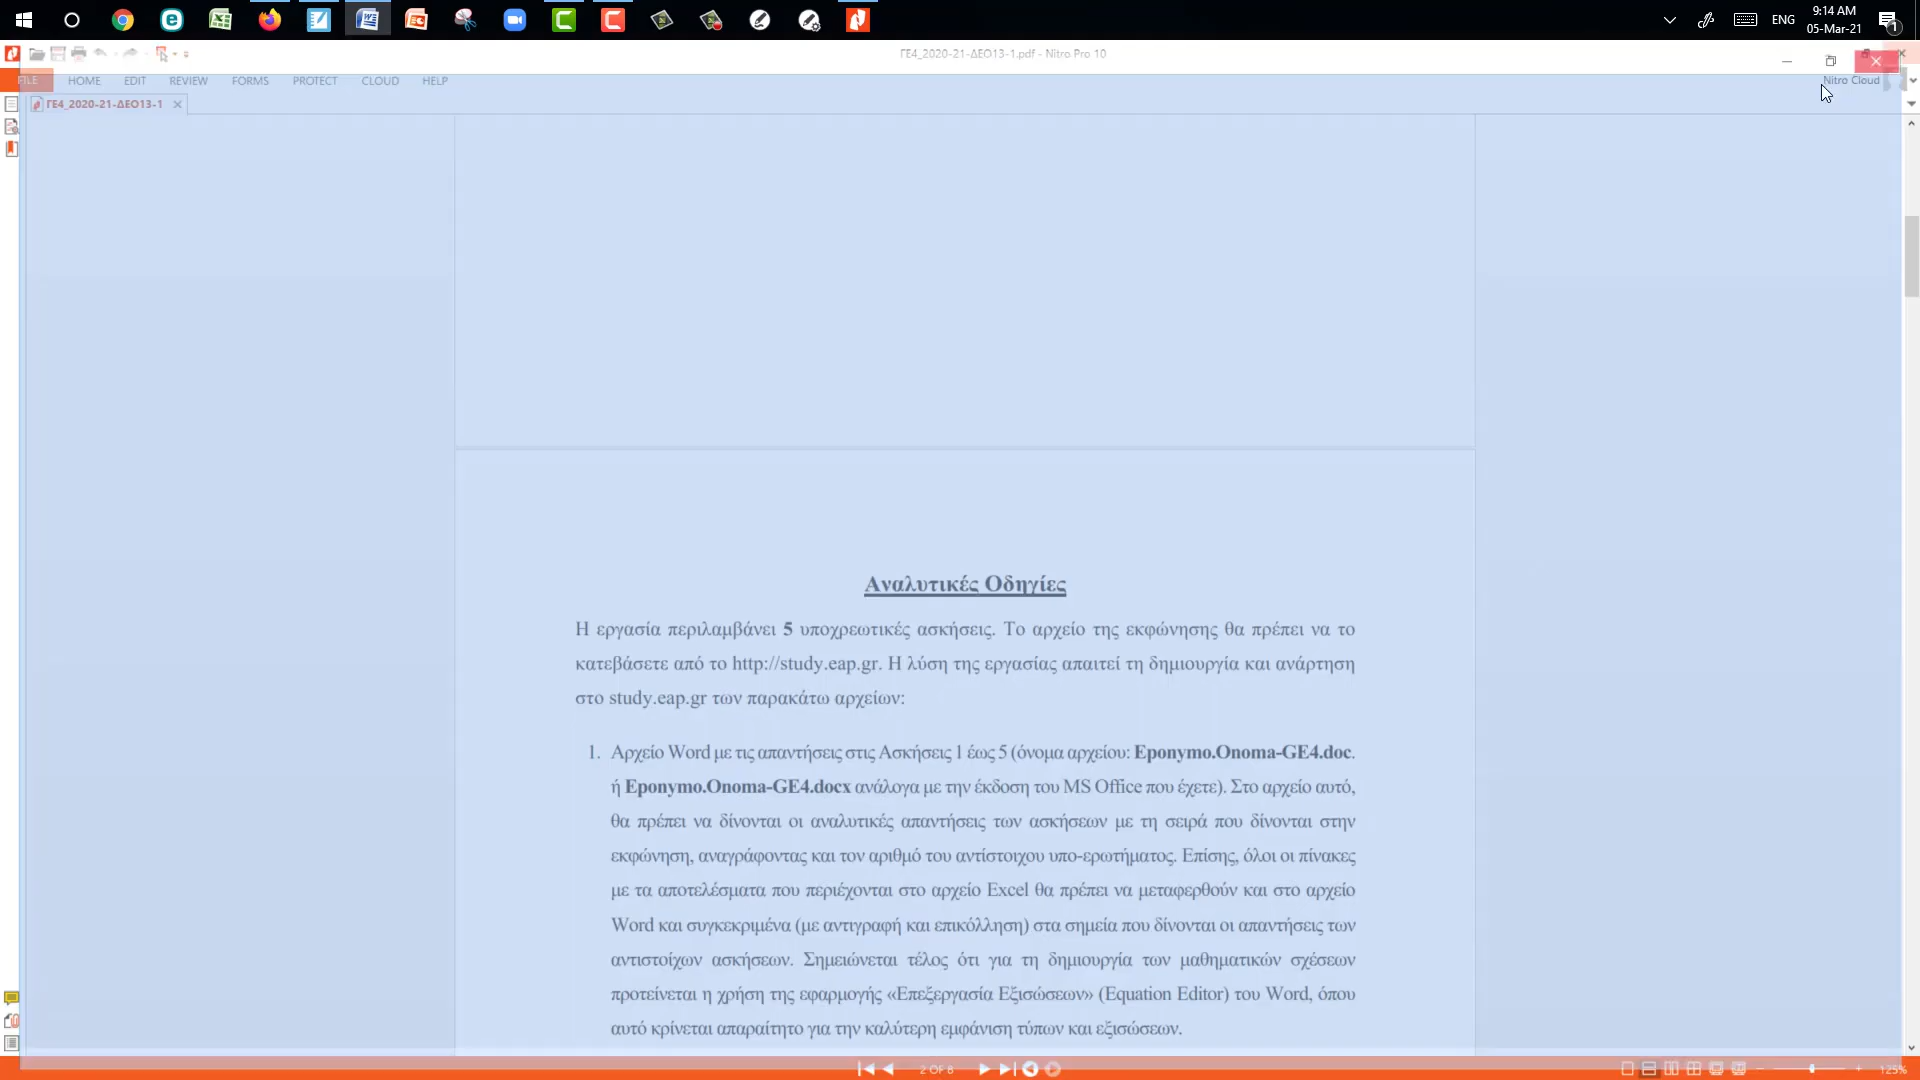 ENG
9:14 AM
05-Mar-21
1
ΓΕ4_2020-21-ΔΕΟ13-1.pdf - Nitro Pro 10
FILE HOME EDIT REVIEW FORMS PROTECT CLOUD HELP
Nitro Cloud
ΓΕ4_2020-21-ΔΕΟ13-1
Αναλυτικές Οδηγίες
Η εργασία περιλαμβάνει 5 υποχρεωτικές ασκήσεις. Το αρχείο της εκφώνησης θα πρέπει να το
κατεβάσετε από το http://study.eap.gr. Η λύση της εργασίας απαιτεί τη δημιουργία και ανάρτηση
στο study.eap.gr των παρακάτω αρχείων:
1. Αρχείο Word με τις απαντήσεις στις Ασκήσεις 1 έως 5 (όνομα αρχείου: Eponymo.Onoma-GE4.doc.
ή Eponymo.Onoma-GE4.docx ανάλογα με την έκδοση του MS Office που έχετε). Στο αρχείο αυτό,
θα πρέπει να δίνονται οι αναλυτικές απαντήσεις των ασκήσεων με τη σειρά που δίνονται στην
εκφώνηση, αναγράφοντας και τον αριθμό του αντίστοιχου υπο-ερωτήματος. Επίσης, όλοι οι πίνακες
με τα αποτελέσματα που περιέχονται στο αρχείο Excel θα πρέπει να μεταφερθούν και στο αρχείο
Word και συγκεκριμένα (με αντιγραφή και επικόλληση) στα σημεία που δίνονται οι απαντήσεις των
αντιστοίχων ασκήσεων. Σημειώνεται τέλος ότι για τη δημιουργία των μαθηματικών σχέσεων
προτείνεται η χρήση της εφαρμογής «Επεξεργασία Εξισώσεων» (Equation Editor) του Word, όπου
αυτό κρίνεται απαραίτητο για την καλύτερη εμφάνιση τύπων και εξισώσεων.
2 OF 8
125%